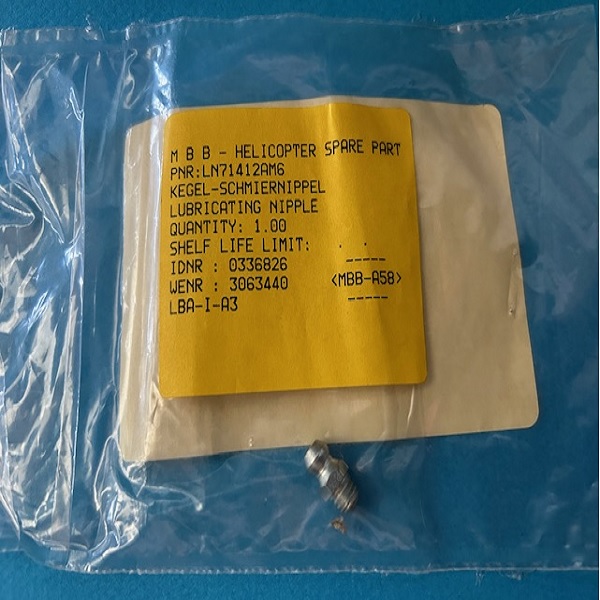 M B B - HELICOPTER SPARE PART
PNR:LN71412AM6
KEGEL-SCHMIERNIPPEL
LUBRICATING NIPPLE
QUANTITY: 1.00
SHELF LIFE LIMIT: . .
IDNR : 0336826 -----
WENR : 3063440 <MBB-A58>
LBA-I-A3 -----